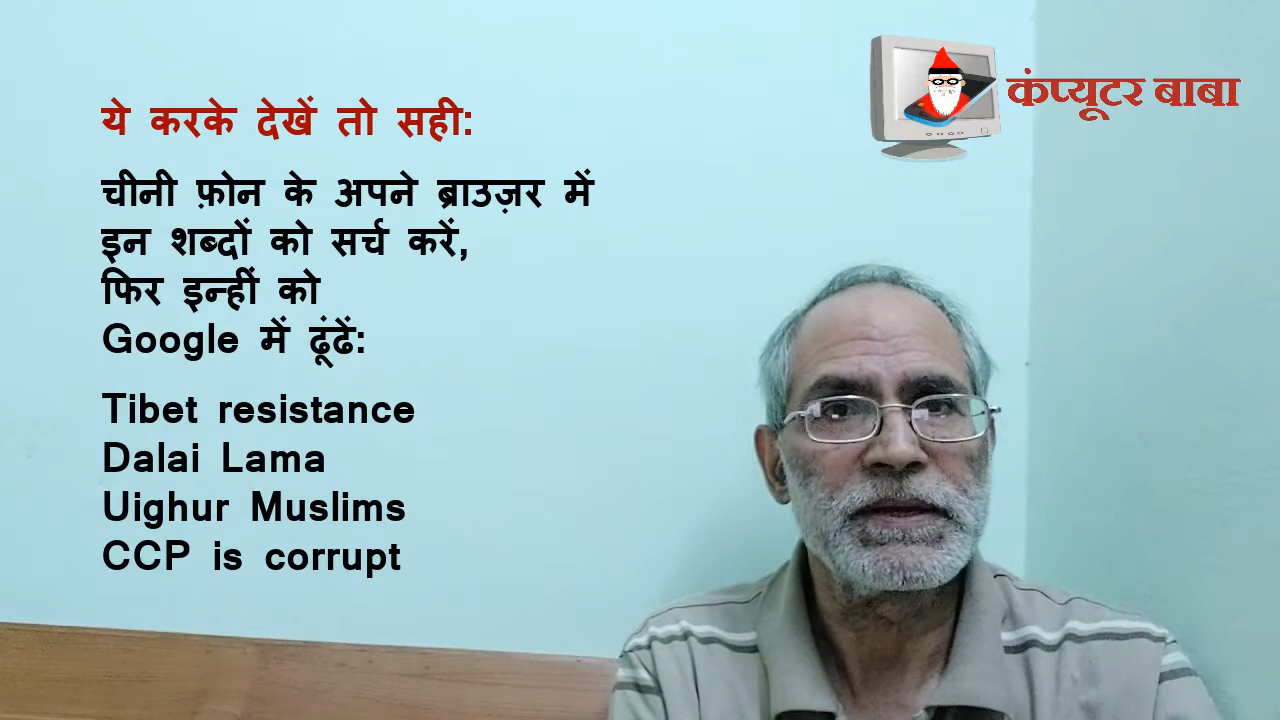 कंप्यूटर बाबा
ये करके देखें तो सही:
चीनी फ़ोन के अपने ब्राउज़र में
इन शब्दों को सर्च करें,
फिर इन्हीं को
Google में ढूंढें:
Tibet resistance
Dalai Lama
Uighur Muslims
CCP is corrupt